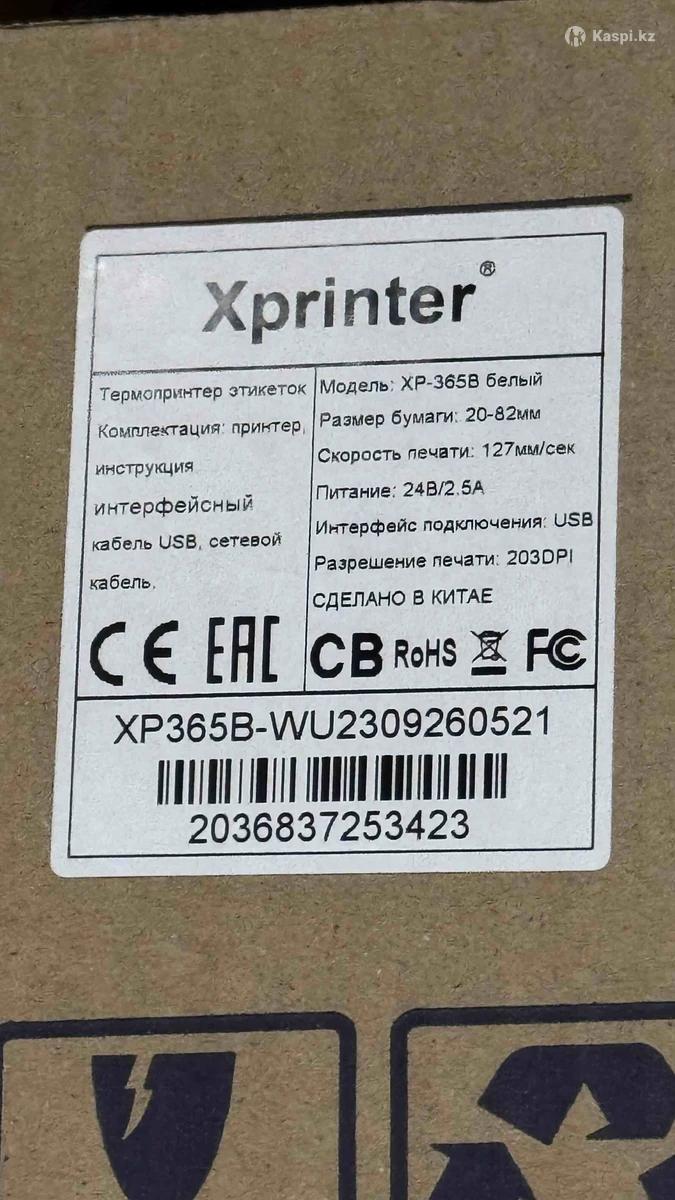 Kaspi.kz
Xprinter®
Термопринтер этикеток
Комплектация: принтер,
инструкция
интерфейсный
кабель USB, сетевой
кабель.
Модель: XP-365B белый
Размер бумаги: 20-82мм
Скорость печати: 127мм/сек
Питание: 24В/2.5А
Интерфейс подключения: USB
Разрешение печати: 203DPI
СДЕЛАНО В КИТАЕ
CE EAC CB RoHS FC
XP365B-WU2309260521
2036837253423